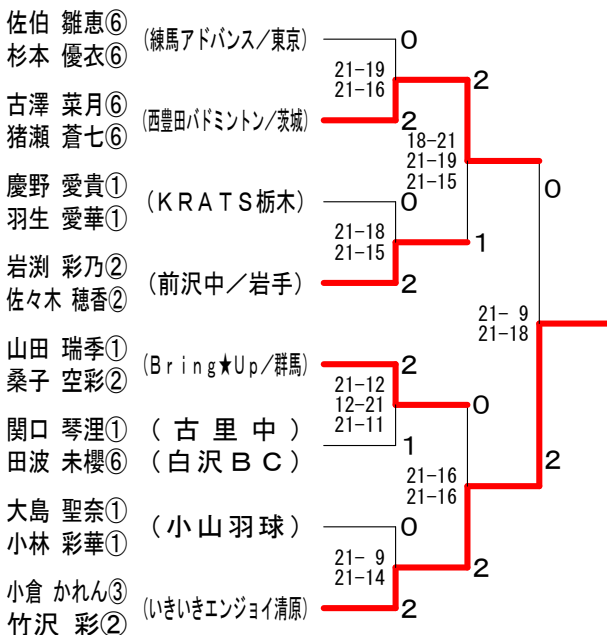 佐伯 雛恵⑥ (練馬アドバンス/東京) 0
杉本 優衣⑥
21-19
21-16
2
古澤 菜月⑥ (西豊田バドミントン/茨城) 2
猪瀬 蒼七⑥
18-21
21-19
21-15
0
慶野 愛貴① (KRATS栃木) 0
羽生 愛華①
21-18
21-15
1
岩渕 彩乃② (前沢中/岩手) 2
佐々木 穂香②
21- 9
21-18
山田 瑞季① (Bring★Up/群馬) 2
桑子 空彩②
21-12
12-21
21-11
0
関口 琴浬① (古里中) 1
田波 未櫻⑥ (白沢BC)
21-16
21-16
2
大島 聖奈① (小山羽球) 0
小林 彩華①
21- 9
21-14
2
小倉 かれん③ (いきいきエンジョイ清原) 2
竹沢 彩②